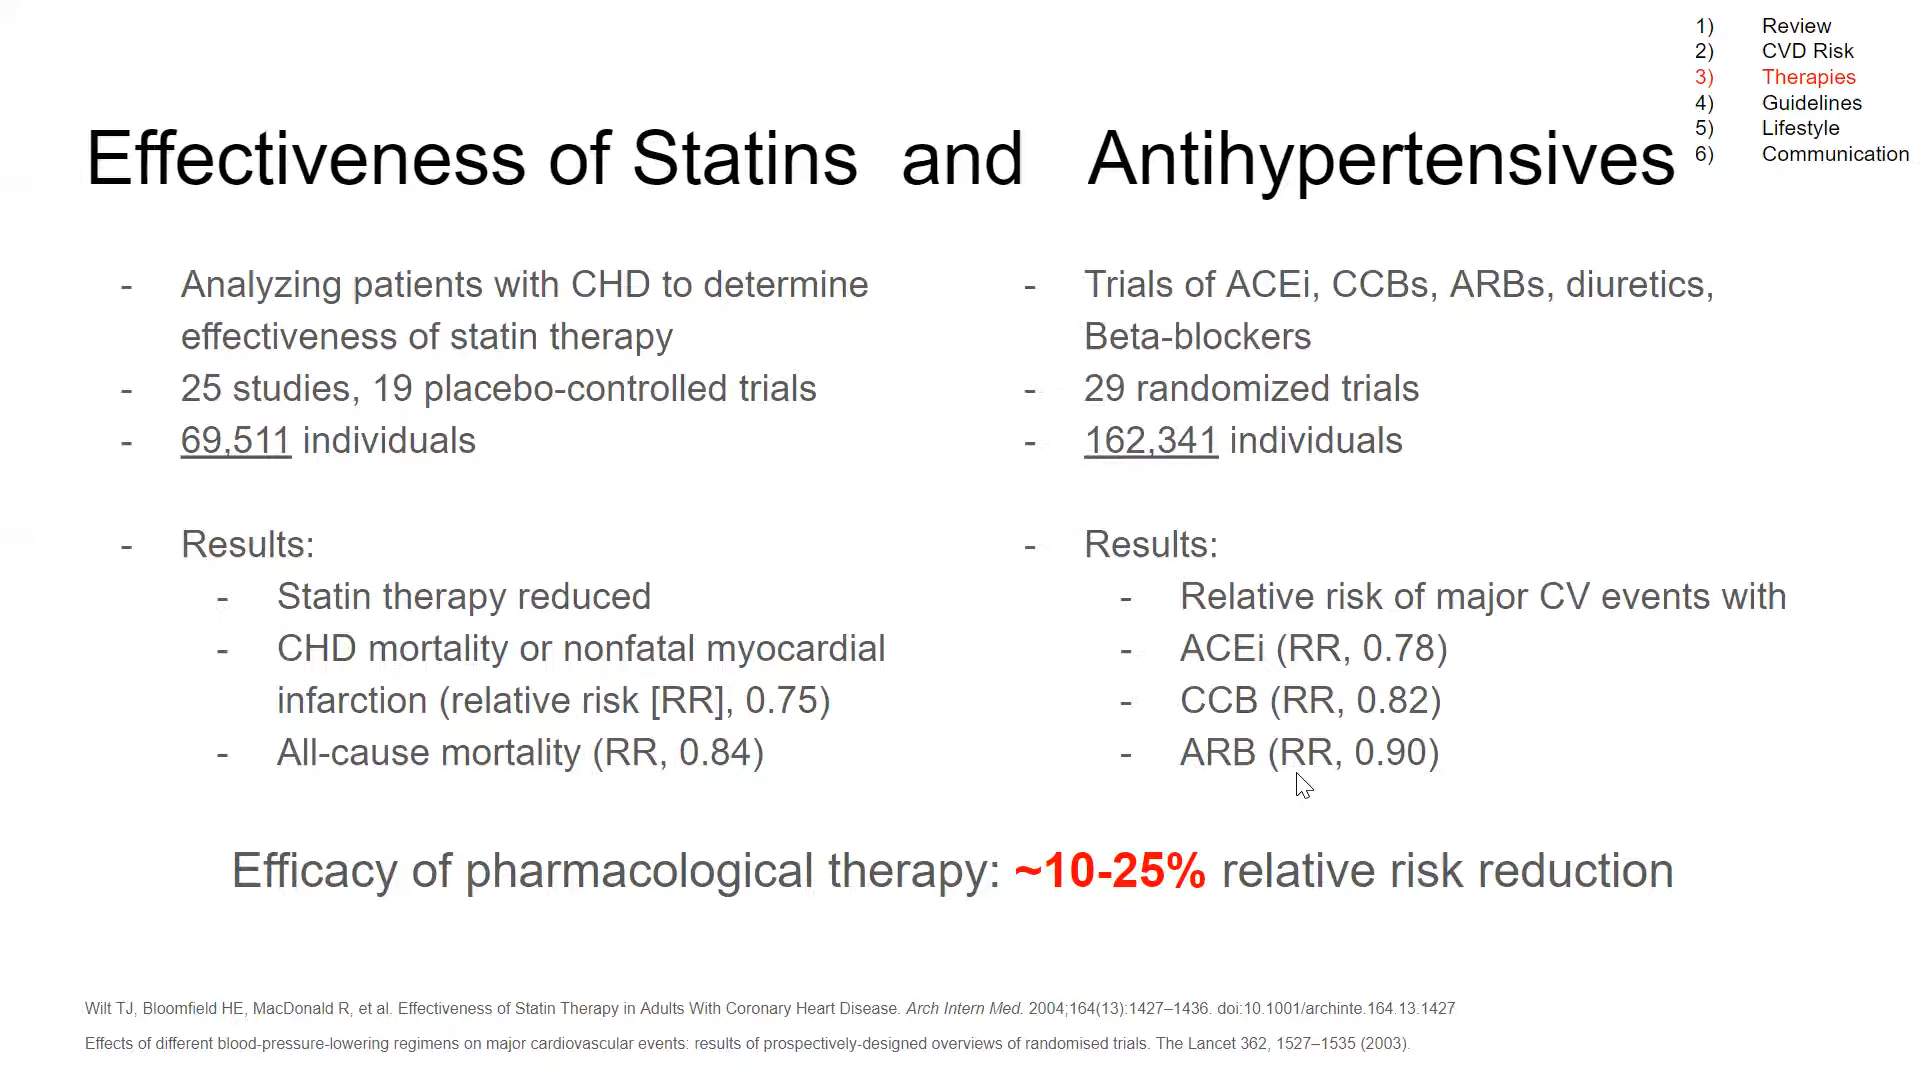 1) Review
2) CVD Risk
3) Therapies
4) Guidelines
5) Lifestyle
6) Communication
Effectiveness of Statins and Antihypertensives
- Analyzing patients with CHD to determine
effectiveness of statin therapy
- 25 studies, 19 placebo-controlled trials
- 69,511 individuals
- Results:
- Statin therapy reduced
- CHD mortality or nonfatal myocardial
infarction (relative risk [RR], 0.75)
- All-cause mortality (RR, 0.84)
- Trials of ACEi, CCBs, ARBs, diuretics,
Beta-blockers
- 29 randomized trials
- 162,341 individuals
- Results:
- Relative risk of major CV events with
- ACEi (RR, 0.78)
- CCB (RR, 0.82)
- ARB (RR, 0.90)
Efficacy of pharmacological therapy: ~10-25% relative risk reduction
Wilt TJ, Bloomfield HE, MacDonald R, et al. Effectiveness of Statin Therapy in Adults With Coronary Heart Disease. Arch Intern Med. 2004;164(13):1427–1436. doi:10.1001/archinte.164.13.1427
Effects of different blood-pressure-lowering regimens on major cardiovascular events: results of prospectively-designed overviews of randomised trials. The Lancet 362, 1527–1535 (2003).